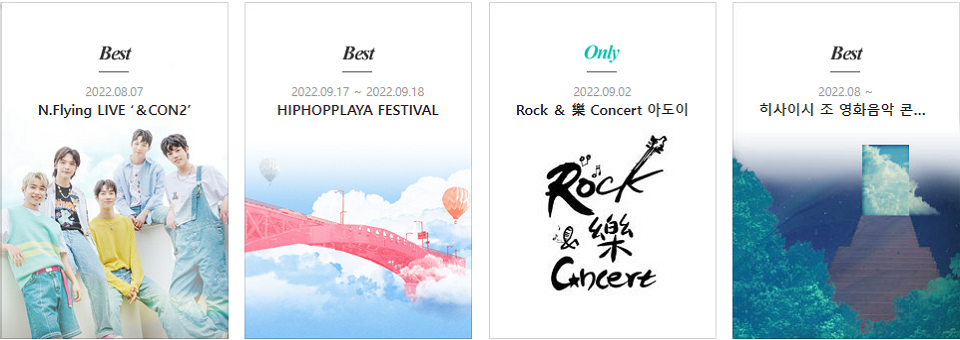 Best
2022.08.07
N.Flying LIVE ‘&CON2’
Best
2022.09.17 ~ 2022.09.18
HIPHOPPLAYA FESTIVAL
Only
2022.09.02
Rock & 樂 Concert 아도이
Rock
& 樂
Concert
Best
2022.08 ~
히사이시 조 영화음악 콘...